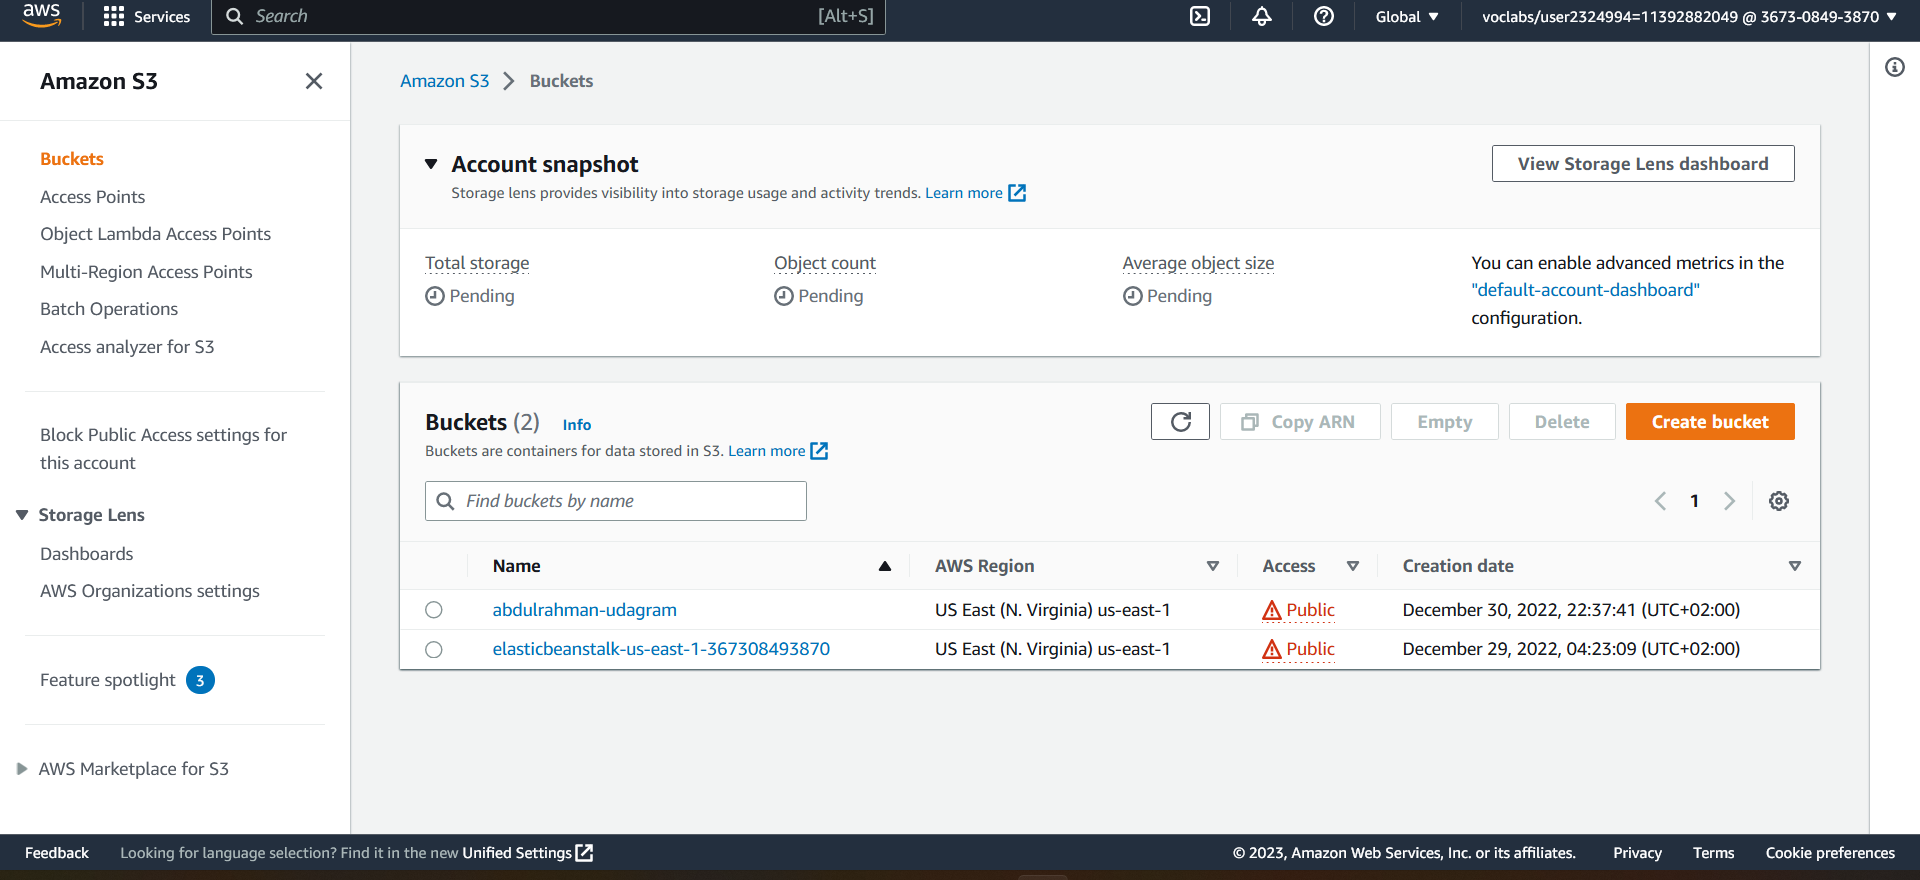 aws
Services
Search
[Alt+S]
Global
voclabs/user2324994=11392882049 @ 3673-0849-3870
Amazon S3
Buckets
Access Points
Object Lambda Access Points
Multi-Region Access Points
Batch Operations
Access analyzer for S3
Block Public Access settings for
this account
Storage Lens
Dashboards
AWS Organizations settings
Feature spotlight 3
AWS Marketplace for S3
Amazon S3 > Buckets
Account snapshot
Storage lens provides visibility into storage usage and activity trends. Learn more
View Storage Lens dashboard
Total storage
Pending
Object count
Pending
Average object size
Pending
You can enable advanced metrics in the
"default-account-dashboard"
configuration.
Buckets (2) Info
Buckets are containers for data stored in S3. Learn more
Copy ARN
Empty
Delete
Create bucket
Find buckets by name
1
Name AWS Region Access Creation date
abdulrahman-udagram US East (N. Virginia) us-east-1 Public December 30, 2022, 22:37:41 (UTC+02:00)
elasticbeanstalk-us-east-1-367308493870 US East (N. Virginia) us-east-1 Public December 29, 2022, 04:23:09 (UTC+02:00)
Feedback Looking for language selection? Find it in the new Unified Settings © 2023, Amazon Web Services, Inc. or its affiliates. Privacy Terms Cookie preferences